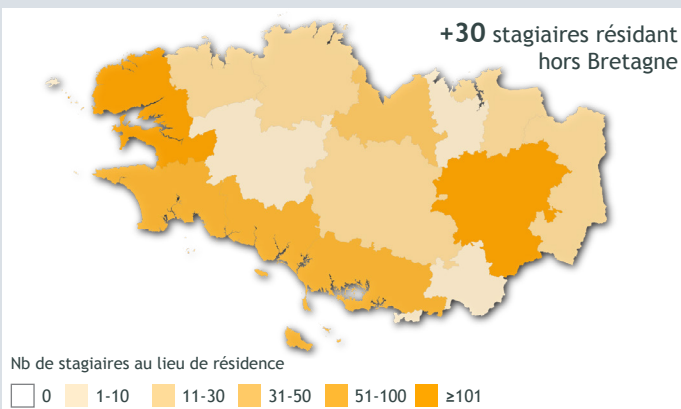 +30 stagiaires résidant
hors Bretagne
Nb de stagiaires au lieu de résidence
0 1-10 11-30 31-50 51-100 ≥101